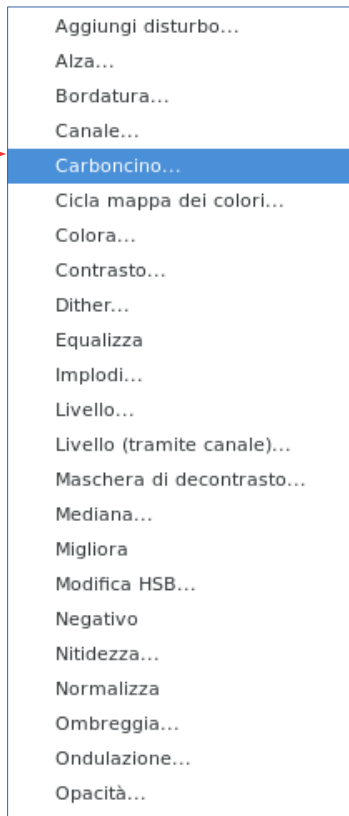 Aggiungi disturbo...
Alza...
Bordatura...
Canale...
Carboncino...
Cicla mappa dei colori...
Colora...
Contrasto...
Dither...
Equalizza
Implodi...
Livello...
Livello (tramite canale)...
Maschera di decontrasto...
Mediana...
Migliora
Modifica HSB...
Negativo
Nitidezza...
Normalizza
Ombreggia...
Ondulazione...
Opacità...